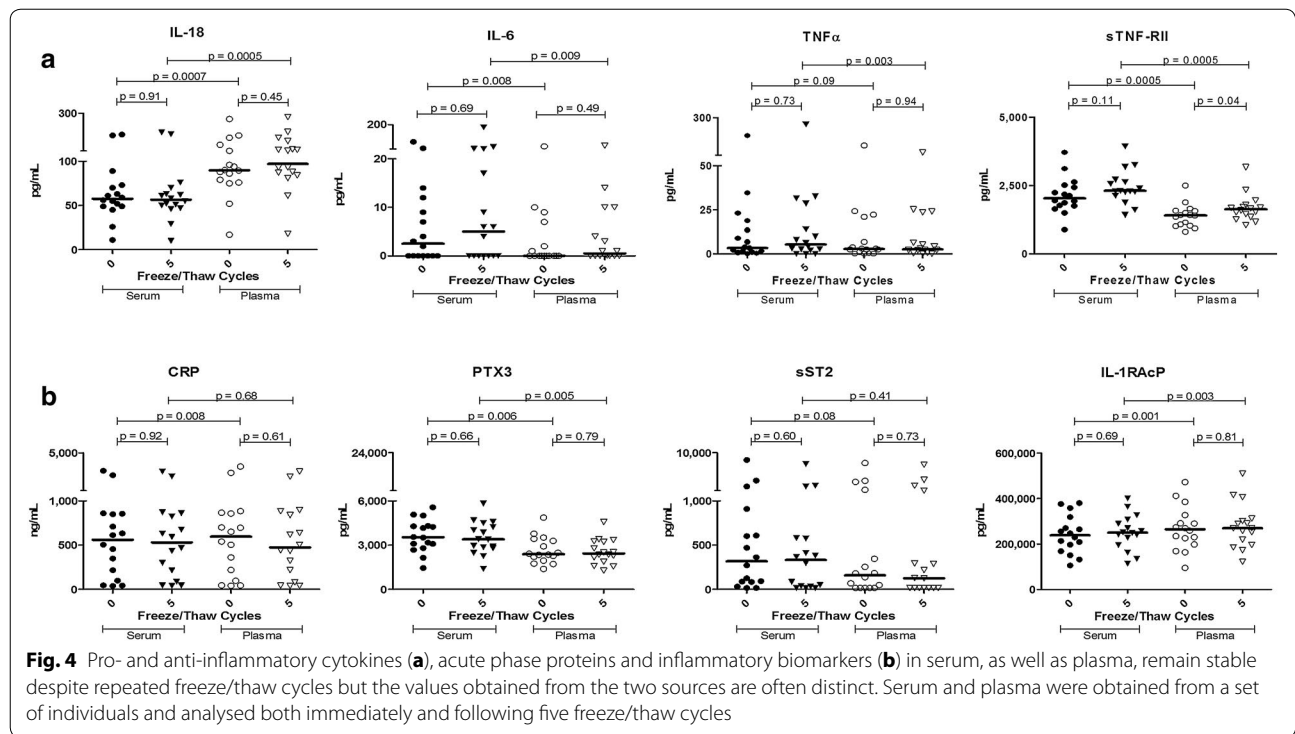 a
IL-18
p = 0.0005
p = 0.0007
p = 0.91
p = 0.45
300
100
50
0
pg/mL
0
5
0
5
Freeze/Thaw Cycles
Serum
Plasma
IL-6
p = 0.009
p = 0.008
p = 0.69
p = 0.49
200
20
10
0
pg/mL
0
5
0
5
Freeze/Thaw Cycles
Serum
Plasma
TNFα
p = 0.003
p = 0.09
p = 0.73
p = 0.94
300
50
25
0
pg/mL
0
5
0
5
Freeze/Thaw Cycles
Serum
Plasma
sTNF-RII
p = 0.0005
p = 0.0005
p = 0.11
p = 0.04
5,000
2,500
0
pg/mL
0
5
0
5
Freeze/Thaw Cycles
Serum
Plasma
b
CRP
p = 0.68
p = 0.008
p = 0.92
p = 0.61
5,000
1,000
500
0
ng/mL
0
5
0
5
Freeze/Thaw Cycles
Serum
Plasma
PTX3
p = 0.005
p = 0.006
p = 0.66
p = 0.79
24,000
6,000
3,000
0
pg/mL
0
5
0
5
Freeze/Thaw Cycles
Serum
Plasma
sST2
p = 0.41
p = 0.08
p = 0.60
p = 0.73
10,000
1,000
500
0
pg/mL
0
5
0
5
Freeze/Thaw Cycles
Serum
Plasma
IL-1RAcP
p = 0.003
p = 0.001
p = 0.69
p = 0.81
600,000
400,000
200,000
0
pg/mL
0
5
0
5
Freeze/Thaw Cycles
Serum
Plasma
Fig. 4 Pro- and anti-inflammatory cytokines (a), acute phase proteins and inflammatory biomarkers (b) in serum, as well as plasma, remain stable
despite repeated freeze/thaw cycles but the values obtained from the two sources are often distinct. Serum and plasma were obtained from a set
of individuals and analysed both immediately and following five freeze/thaw cycles